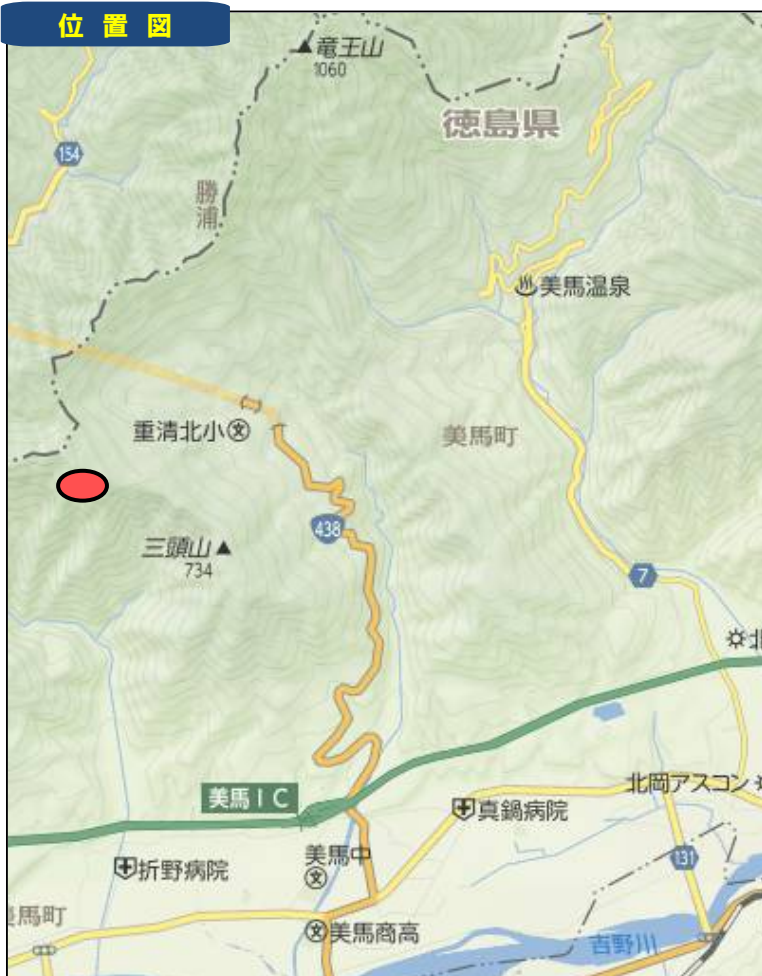 位置図
竜王山
1060
徳島県
154
勝浦
美馬温泉
重清北小
美馬町
438
三頭山
734
7
北
美馬IC
北岡アスコン
真鍋病院
美馬中
折野病院
131
美馬町
美馬商高
吉野川